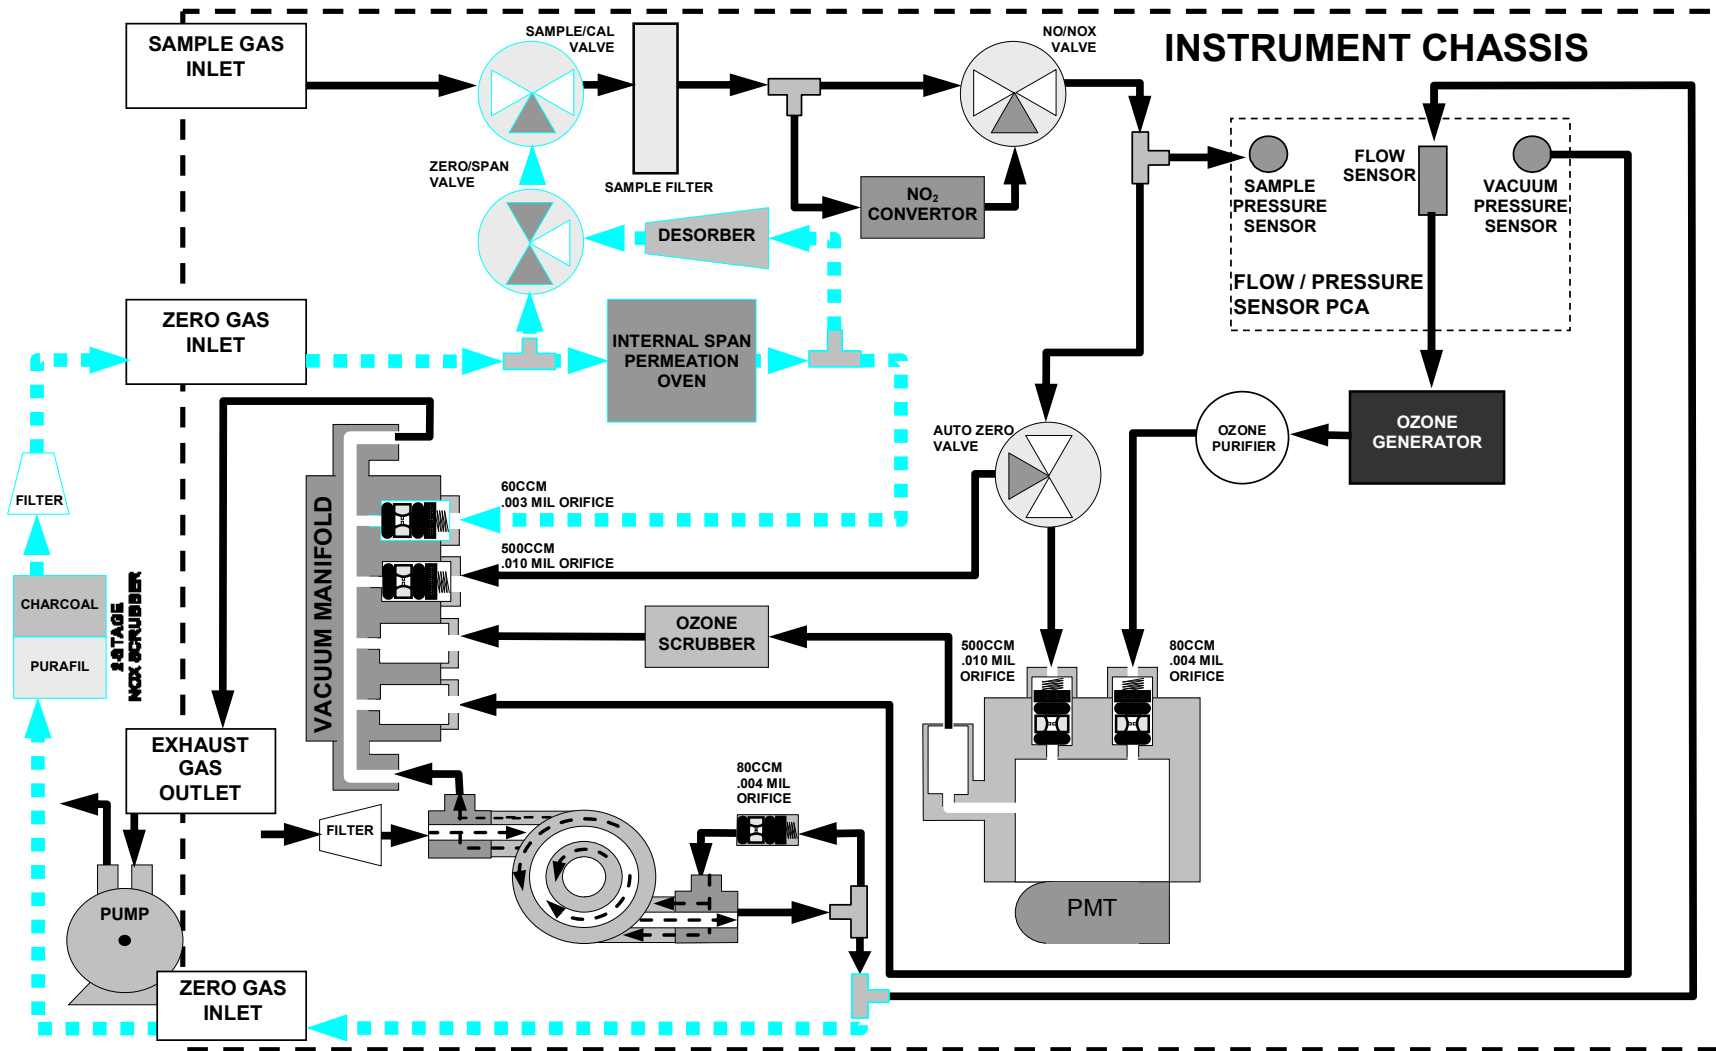 SAMPLE GAS
INLET
SAMPLE/CAL
VALVE
NO/NOX
VALVE
INSTRUMENT CHASSIS
ZERO/SPAN
VALVE
SAMPLE FILTER
NO2
CONVERTOR
FLOW
SENSOR
SAMPLE
PRESSURE
SENSOR
VACUUM
PRESSURE
SENSOR
DESORBER
FLOW / PRESSURE
SENSOR PCA
ZERO GAS
INLET
INTERNAL SPAN
PERMEATION
OVEN
AUTO ZERO
VALVE
OZONE
PURIFIER
OZONE
GENERATOR
FILTER
60CCM
.003 MIL ORIFICE
500CCM
.010 MIL ORIFICE
VACUUM MANIFOLD
CHARCOAL
PURAFIL
2-STAGE
NOX SCRUBBER
OZONE
SCRUBBER
500CCM
.010 MIL
ORIFICE
80CCM
.004 MIL
ORIFICE
EXHAUST
GAS
OUTLET
80CCM
.004 MIL
ORIFICE
FILTER
PUMP
PMT
ZERO GAS
INLET